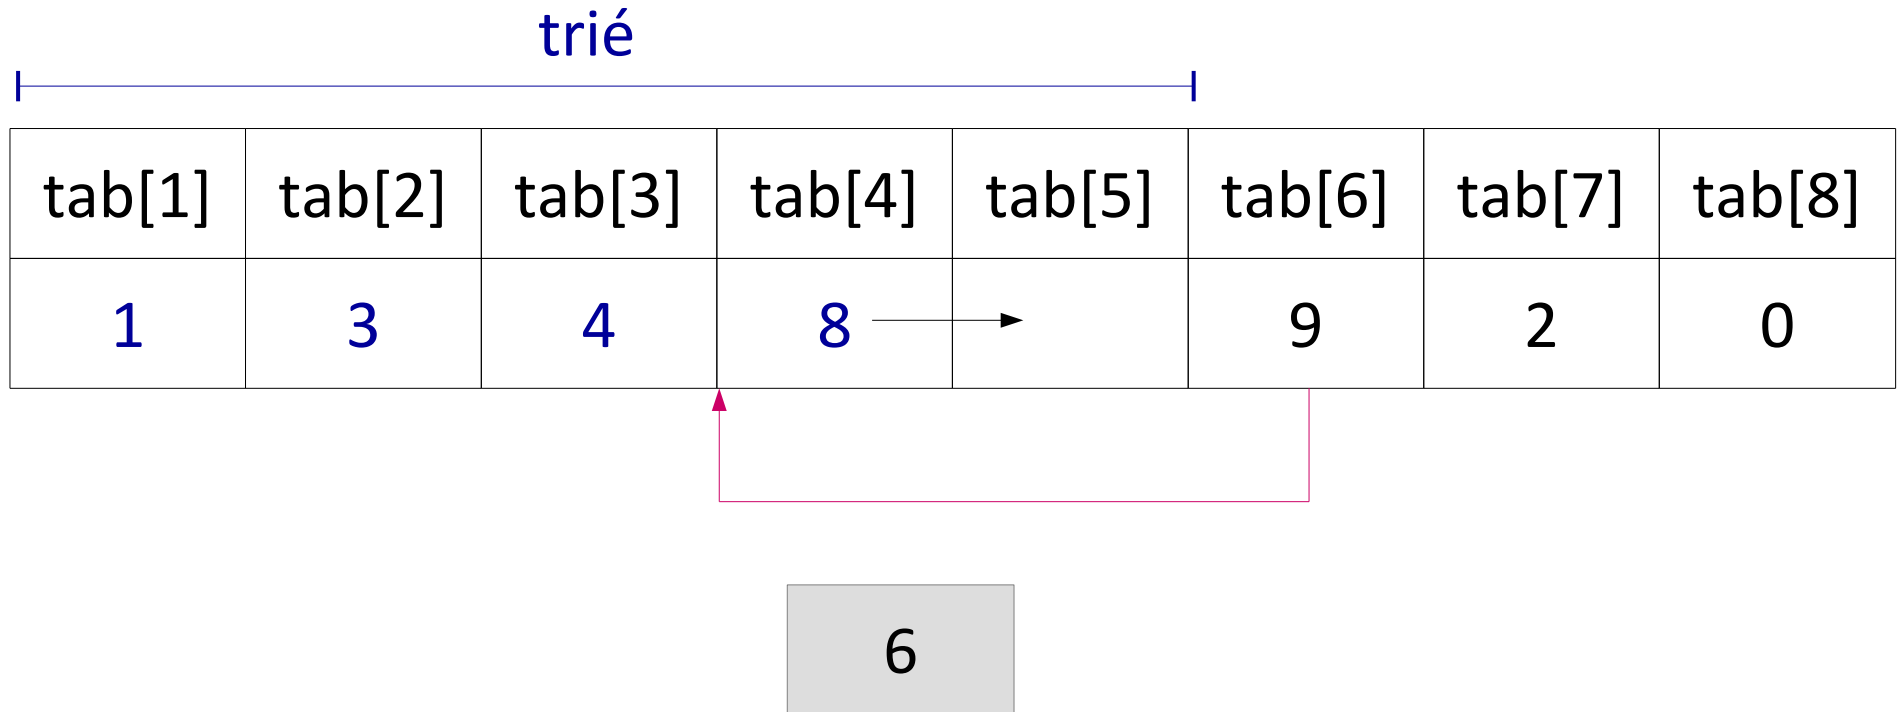 trié
tab[1] tab[2] tab[3] tab[4] tab[5] tab[6] tab[7] tab[8]
1 3 4 8 9 2 0
6